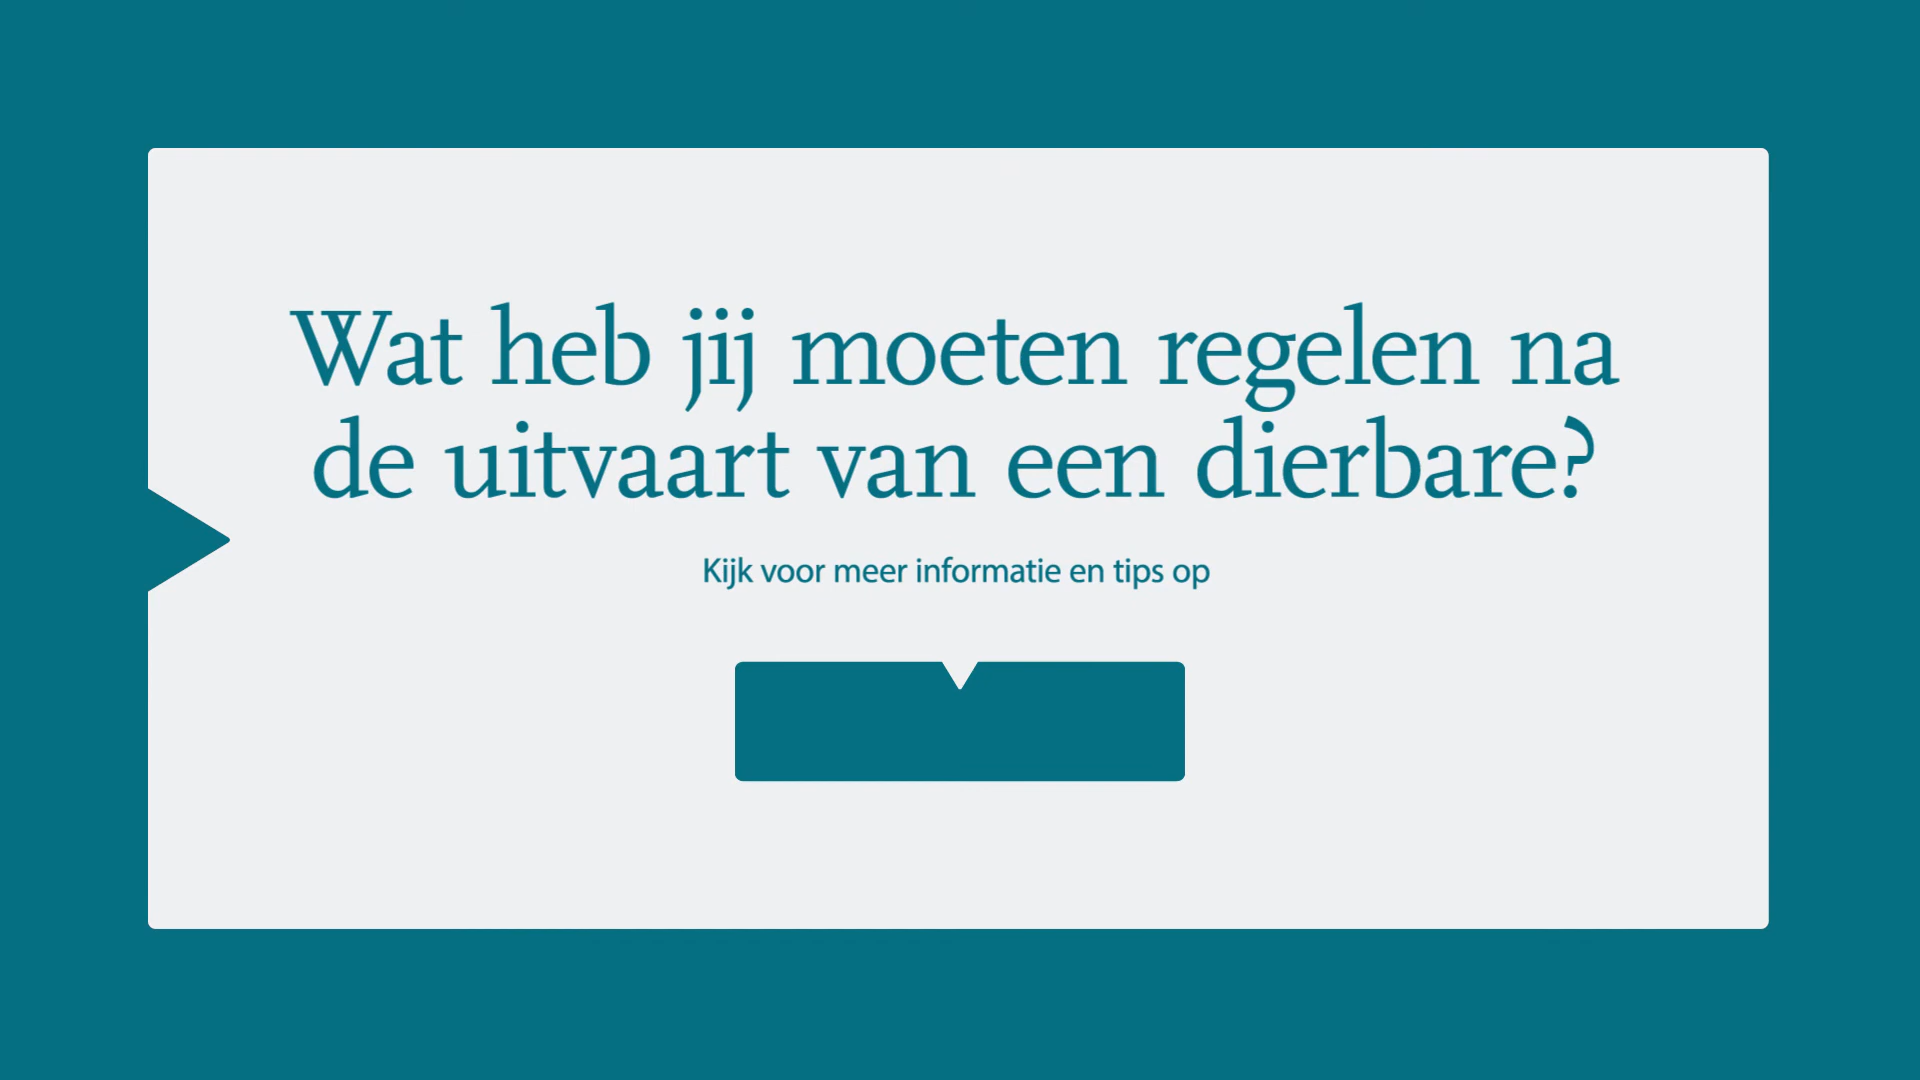 Wat heb jij moeten regelen na
de uitvaart van een dierbare?
Kijk voor meer informatie en tips op